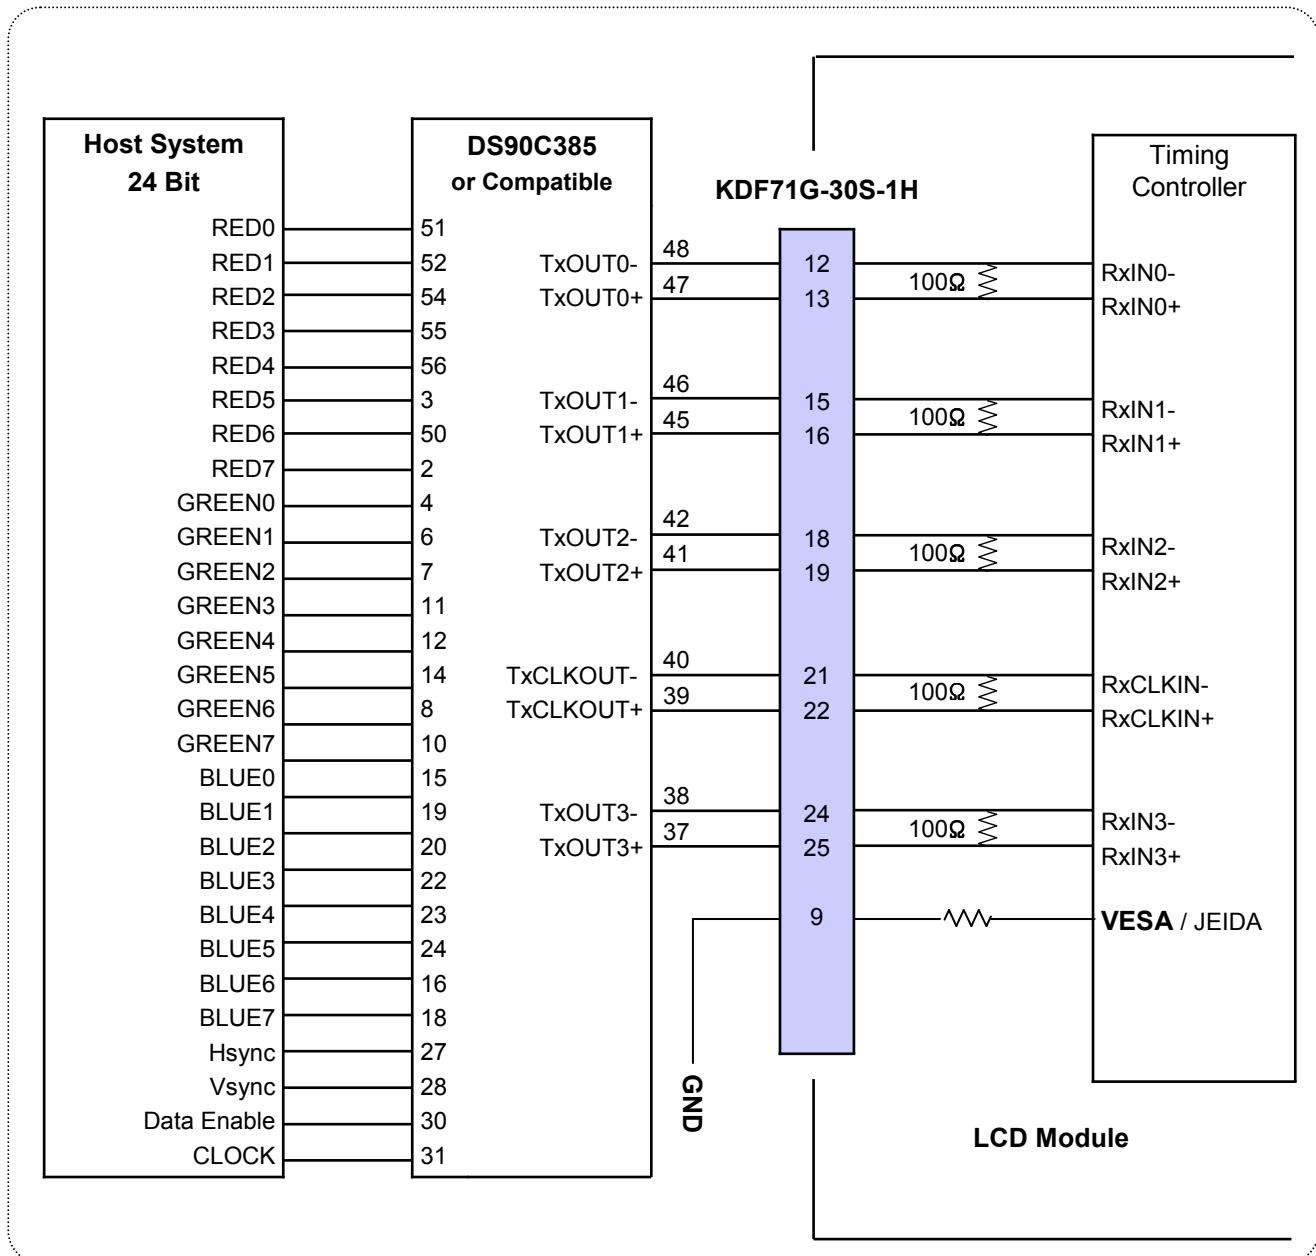 Host System
24 Bit
RED0
RED1
RED2
RED3
RED4
RED5
RED6
RED7
GREEN0
GREEN1
GREEN2
GREEN3
GREEN4
GREEN5
GREEN6
GREEN7
BLUE0
BLUE1
BLUE2
BLUE3
BLUE4
BLUE5
BLUE6
BLUE7
Hsync
Vsync
Data Enable
CLOCK
DS90C385
or Compatible
51
52
54
55
56
3
50
2
4
6
7
11
12
14
8
10
15
19
20
22
23
24
16
18
27
28
30
31
TxOUT0-
TxOUT0+
TxOUT1-
TxOUT1+
TxOUT2-
TxOUT2+
TxCLKOUT-
TxCLKOUT+
TxOUT3-
TxOUT3+
48
47
46
45
42
41
40
39
38
37
GND
KDF71G-30S-1H
12
13
15
16
18
19
21
22
24
25
9
100Ω
100Ω
100Ω
100Ω
100Ω
Timing
Controller
RxIN0-
RxIN0+
RxIN1-
RxIN1+
RxIN2-
RxIN2+
RxCLKIN-
RxCLKIN+
RxIN3-
RxIN3+
VESA / JEIDA
LCD Module